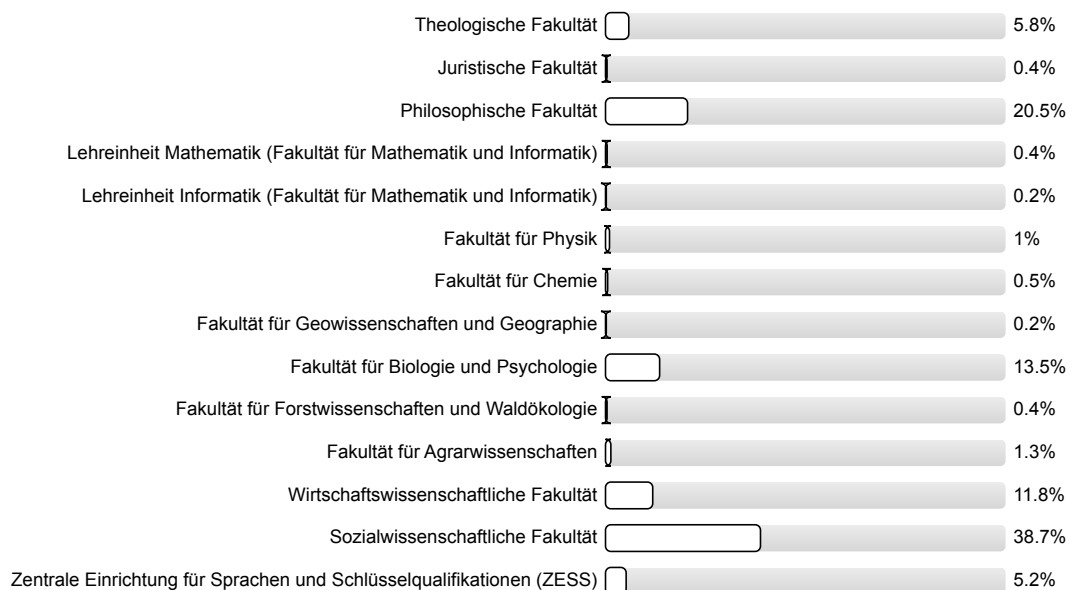 Theologische Fakultät 5.8%
Juristische Fakultät 0.4%
Philosophische Fakultät 20.5%
Lehreinheit Mathematik (Fakultät für Mathematik und Informatik) 0.4%
Lehreinheit Informatik (Fakultät für Mathematik und Informatik) 0.2%
Fakultät für Physik 1%
Fakultät für Chemie 0.5%
Fakultät für Geowissenschaften und Geographie 0.2%
Fakultät für Biologie und Psychologie 13.5%
Fakultät für Forstwissenschaften und Waldökologie 0.4%
Fakultät für Agrarwissenschaften 1.3%
Wirtschaftswissenschaftliche Fakultät 11.8%
Sozialwissenschaftliche Fakultät 38.7%
Zentrale Einrichtung für Sprachen und Schlüsselqualifikationen (ZESS) 5.2%